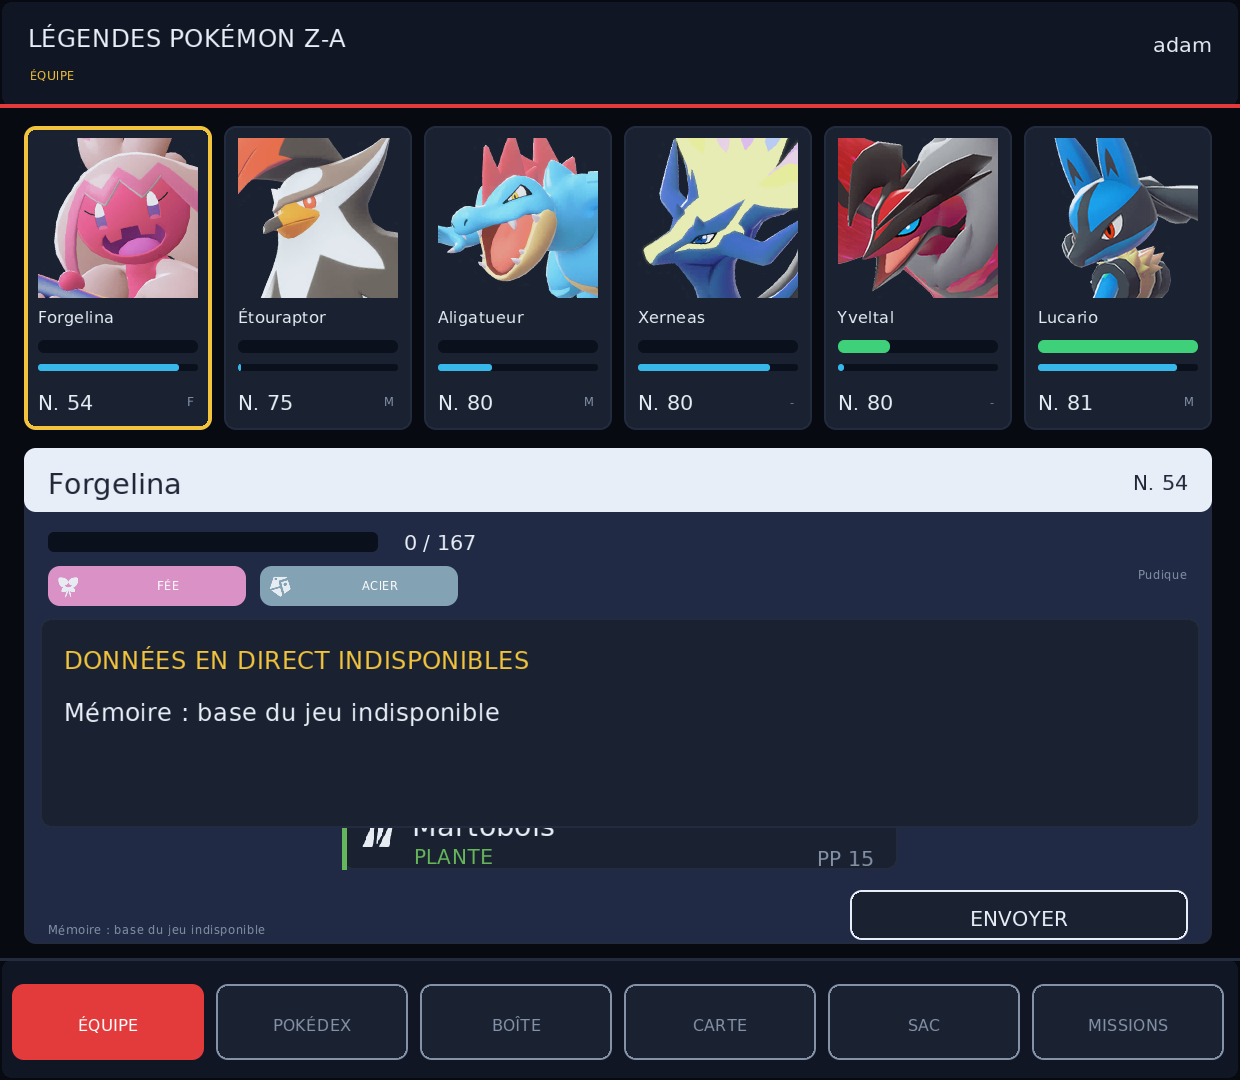 LÉGENDES POKÉMON Z-A
adam
ÉQUIPE
Forgelina
Étouraptor
Aligatueur
Xerneas
Yveltal
Lucario
N. 54 F
N. 75 M
N. 80 M
N. 80 -
N. 80 -
N. 81 M
Forgelina
N. 54
0 / 167
FÉE
ACIER
Pudique
DONNÉES EN DIRECT INDISPONIBLES
Mémoire : base du jeu indisponible
Martobois
PLANTE
PP 15
ENVOYER
Mémoire : base du jeu indisponible
ÉQUIPE
POKÉDEX
BOÎTE
CARTE
SAC
MISSIONS